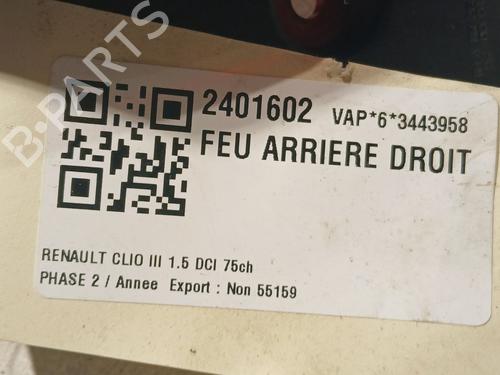 B-PARTS
2401602 VAP*6*3443958
FEU ARRIERE DROIT
RENAULT CLIO III 1.5 DCI 75ch
PHASE 2 / Annee Export : Non 55159